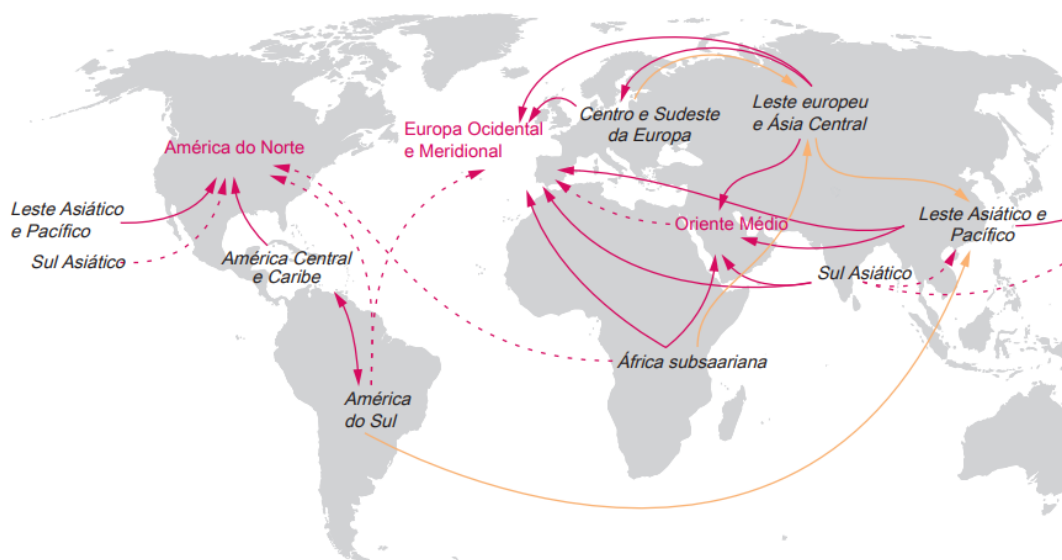 América do Norte
Leste Asiático
e Pacífico
Sul Asiático
América Central
e Caribe
América
do Sul
Europa Ocidental
e Meridional
Centro e Sudeste
da Europa
Leste europeu
e Ásia Central
Oriente Médio
Leste Asiático e
Pacífico
Sul Asiático
África subsaariana